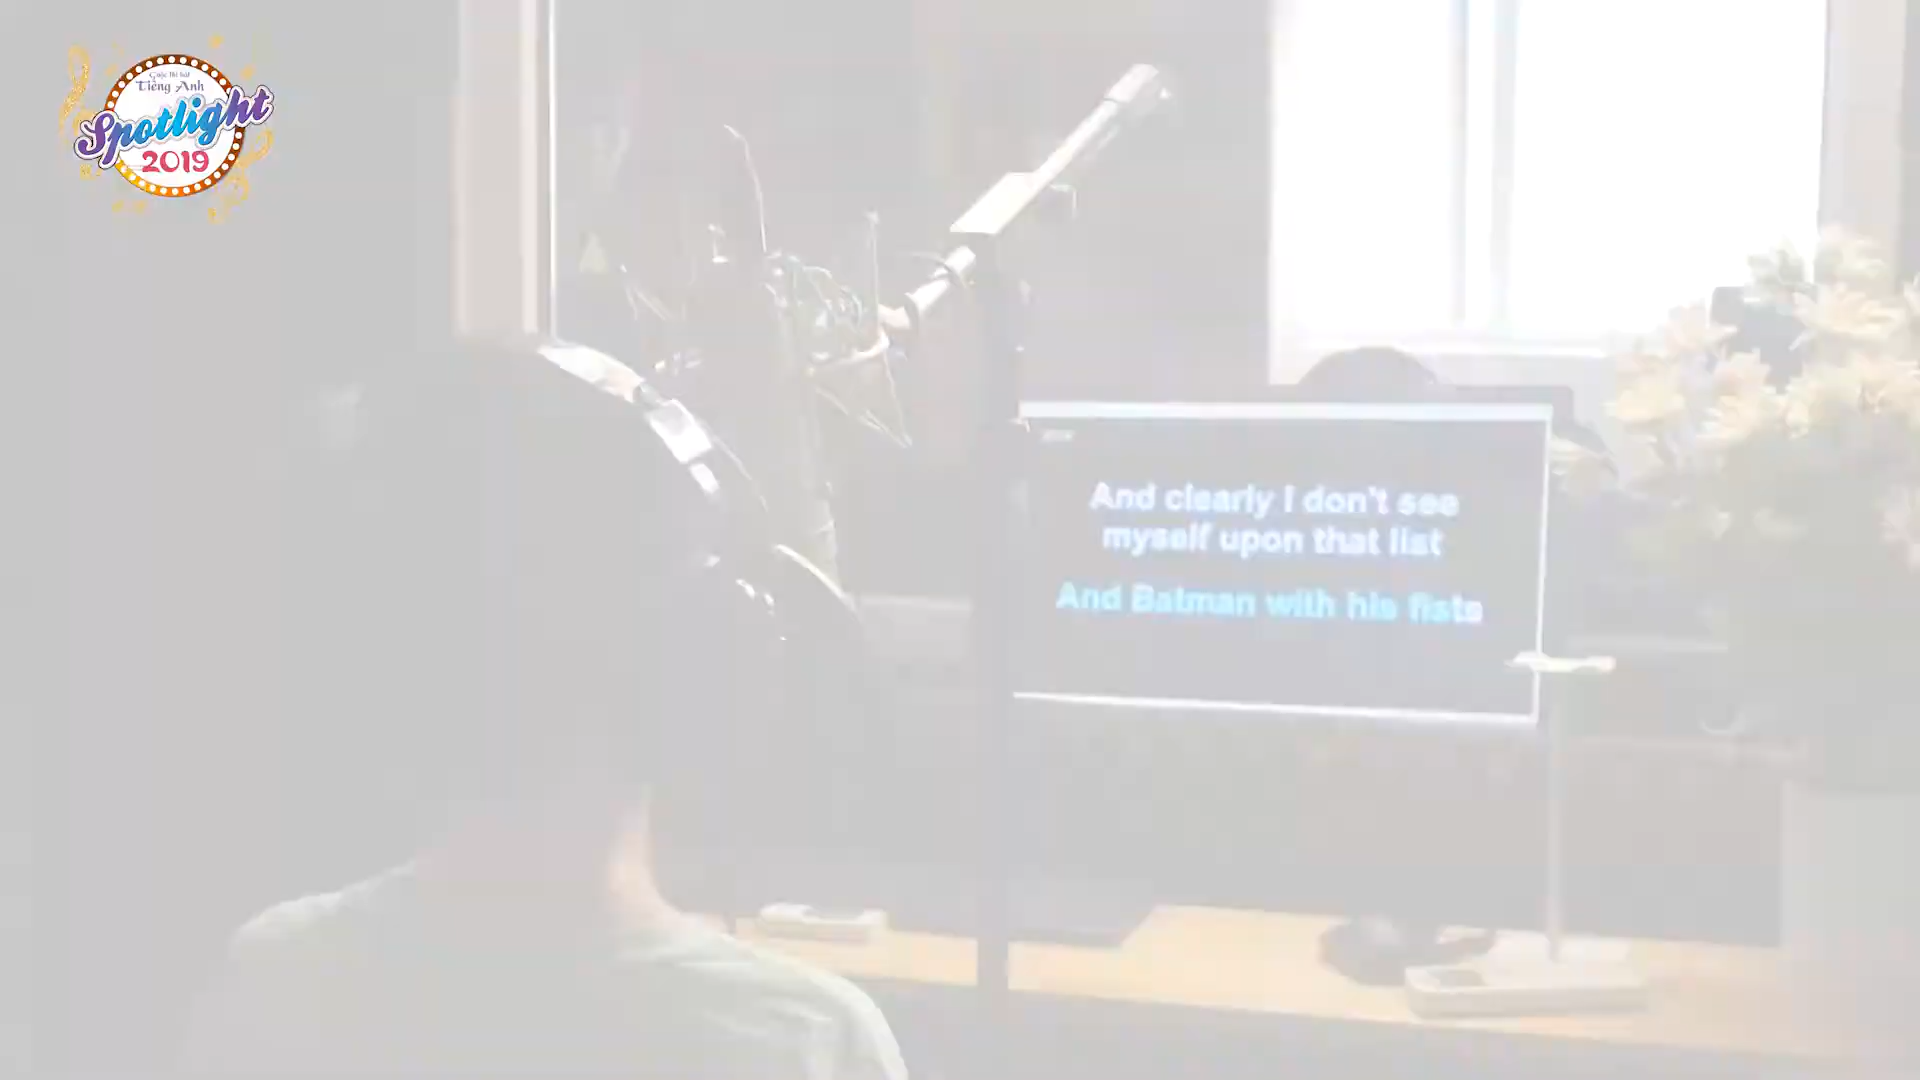 Cuộc thi hát
Tiếng Anh
Spotlight
2019
And clearly I don't see
myself upon that list
And Batman with his fists